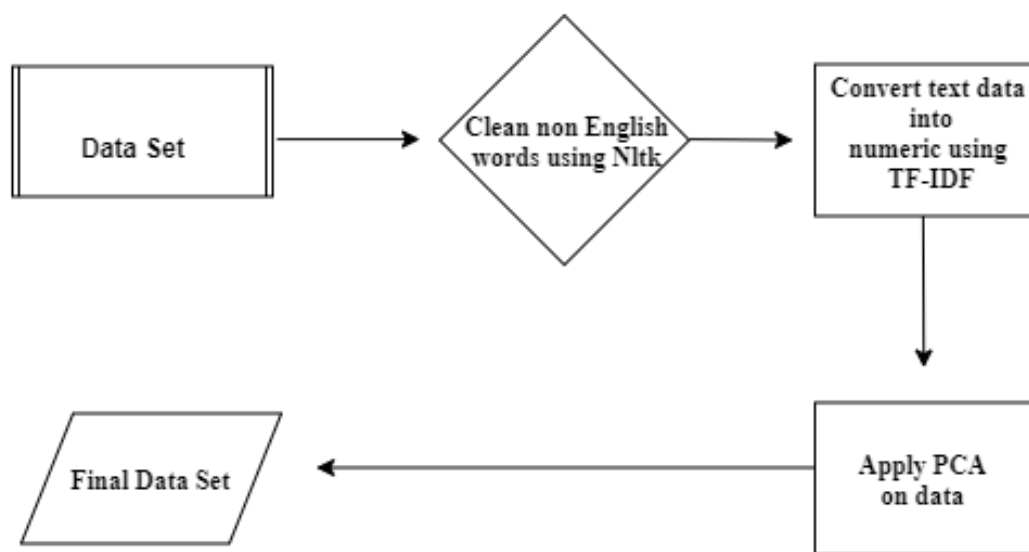 Data Set
Clean non English
words using Nltk
Convert text data
into
numeric using
TF-IDF
Apply PCA
on data
Final Data Set